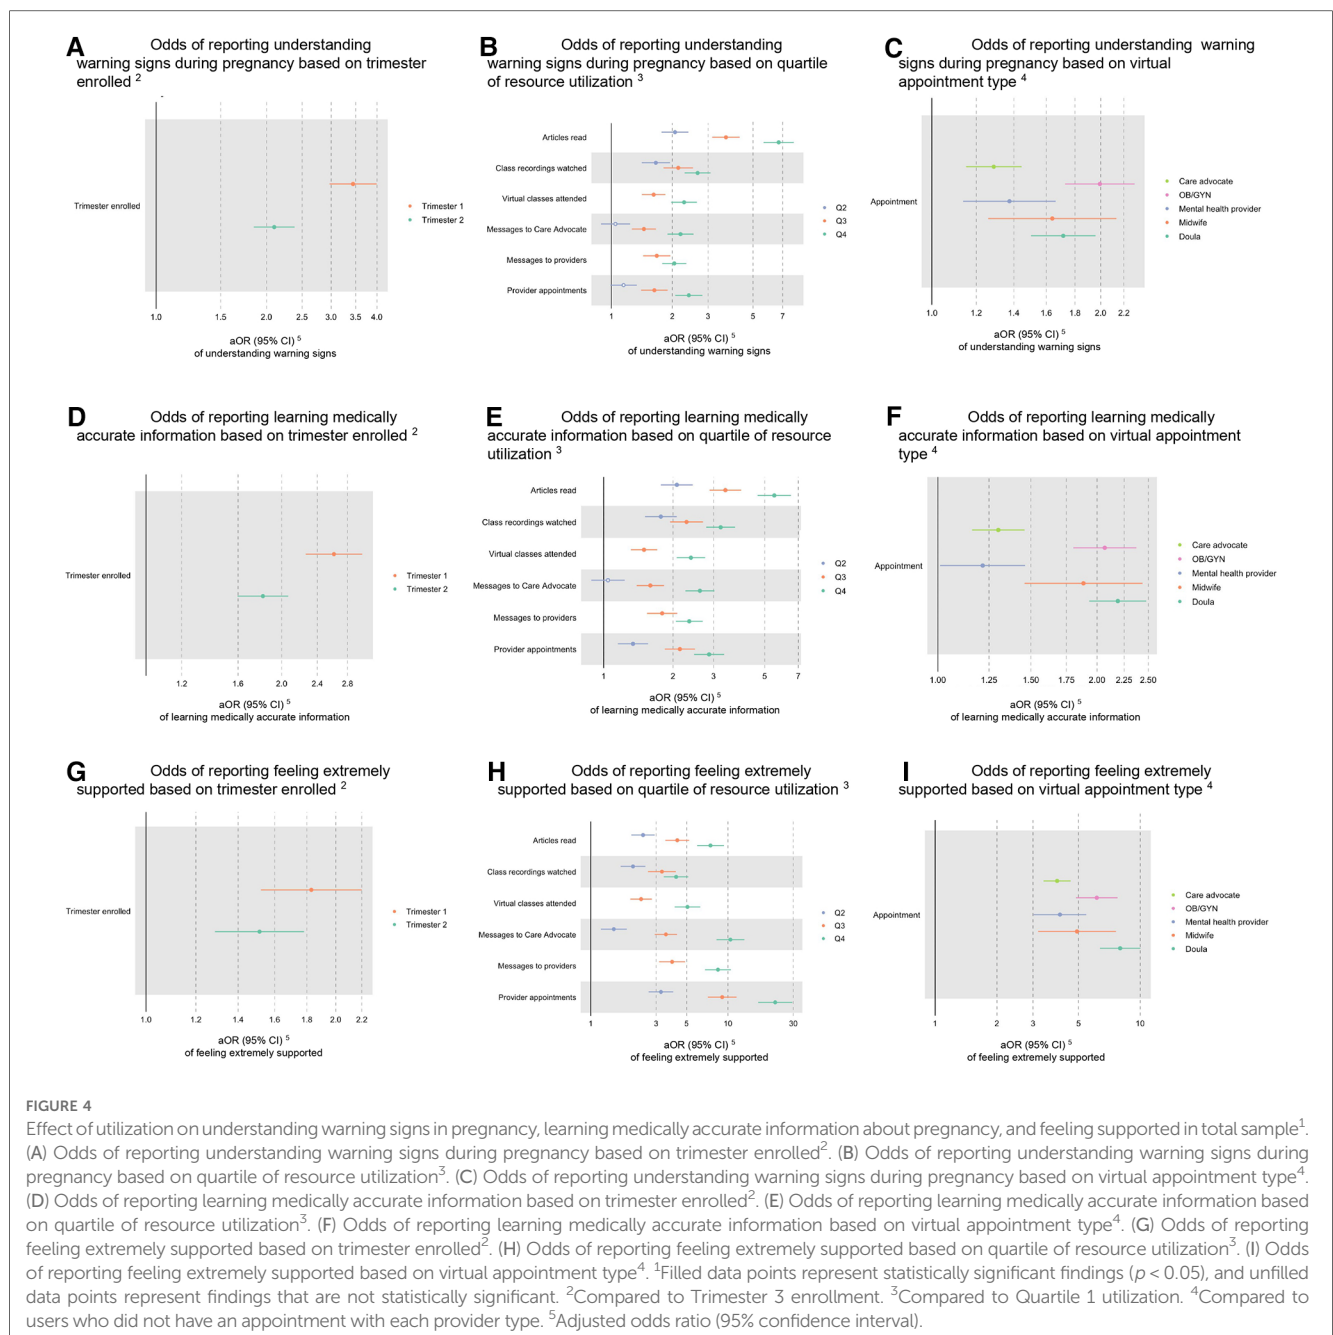 A Odds of reporting understanding
warning signs during pregnancy based on trimester
enrolled 2
Trimester enrolled
Trimester 1
Trimester 2
1.0 1.5 2.0 2.5 3.0 3.5 4.0
aOR (95% CI) 5
of understanding warning signs
B Odds of reporting understanding
warning signs during pregnancy based on quartile
of resource utilization 3
Articles read
Class recordings watched
Virtual classes attended
Messages to Care Advocate
Messages to providers
Provider appointments
Q2
Q3
Q4
1 2 3 5 7
aOR (95% CI) 5
of understanding warning signs
C Odds of reporting understanding warning
signs during pregnancy based on virtual
appointment type 4
Appointment
Care advocate
OB/GYN
Mental health provider
Midwife
Doula
1.0 1.2 1.4 1.6 1.8 2.0 2.2
aOR (95% CI) 5
of understanding warning signs
D Odds of reporting learning medically
accurate information based on trimester enrolled 2
Trimester enrolled
Trimester 1
Trimester 2
1.2 1.6 2.0 2.4 2.8
aOR (95% CI) 5
of learning medically accurate information
E Odds of reporting learning medically
accurate information based on quartile of resource
utilization 3
Articles read
Class recordings watched
Virtual classes attended
Messages to Care Advocate
Messages to providers
Provider appointments
Q2
Q3
Q4
1 2 3 5 7
aOR (95% CI) 5
of learning medically accurate information
F Odds of reporting learning medically
accurate information based on virtual appointment
type 4
Appointment
Care advocate
OB/GYN
Mental health provider
Midwife
Doula
1.00 1.25 1.50 1.75 2.00 2.25 2.50
aOR (95% CI) 5
of learning medically accurate information
G Odds of reporting feeling extremely
supported based on trimester enrolled 2
Trimester enrolled
Trimester 1
Trimester 2
1.0 1.2 1.4 1.6 1.8 2.0 2.2
aOR (95% CI) 5
of feeling extremely supported
H Odds of reporting feeling extremely
supported based on quartile of resource utilization 3
Articles read
Class recordings watched
Virtual classes attended
Messages to Care Advocate
Messages to providers
Provider appointments
Q2
Q3
Q4
1 3 5 10 30
aOR (95% CI) 5
of feeling extremely supported
I Odds of reporting feeling extremely
supported based on virtual appointment type 4
Appointment
Care advocate
OB/GYN
Mental health provider
Midwife
Doula
1 2 3 5 10
aOR (95% CI) 5
of feeling extremely supported
FIGURE 4
Effect of utilization on understanding warning signs in pregnancy, learning medically accurate information about pregnancy, and feeling supported in total sample1.
(A) Odds of reporting understanding warning signs during pregnancy based on trimester enrolled2. (B) Odds of reporting understanding warning signs during
pregnancy based on quartile of resource utilization3. (C) Odds of reporting understanding warning signs during pregnancy based on virtual appointment type4.
(D) Odds of reporting learning medically accurate information based on trimester enrolled2. (E) Odds of reporting learning medically accurate information based
on quartile of resource utilization3. (F) Odds of reporting learning medically accurate information based on virtual appointment type4. (G) Odds of reporting
feeling extremely supported based on trimester enrolled2. (H) Odds of reporting feeling extremely supported based on quartile of resource utilization3. (I) Odds
of reporting feeling extremely supported based on virtual appointment type4. 1Filled data points represent statistically significant findings (p < 0.05), and unfilled
data points represent findings that are not statistically significant. 2Compared to Trimester 3 enrollment. 3Compared to Quartile 1 utilization. 4Compared to
users who did not have an appointment with each provider type. 5Adjusted odds ratio (95% confidence interval).